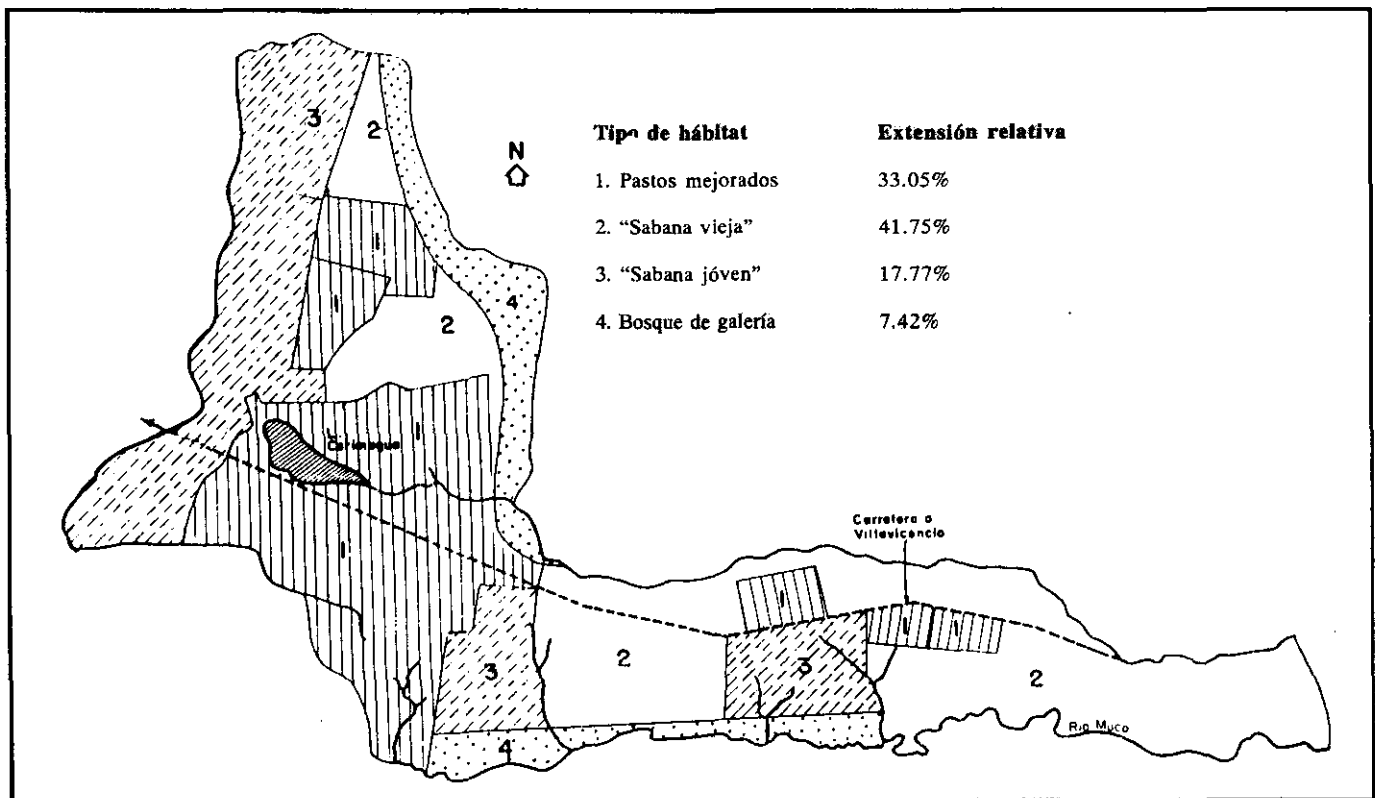 N
Tipo de hábitat Extensión relativa
1. Pastos mejorados 33.05%
2. “Sabana vieja” 41.75%
3. “Sabana jóven” 17.77%
4. Bosque de galería 7.42%
3
2
1
1
4
2
1
Carimagua
1
Carretera a
Villavicencio
1
1
1
3
2
3
2
Rio Muco
4